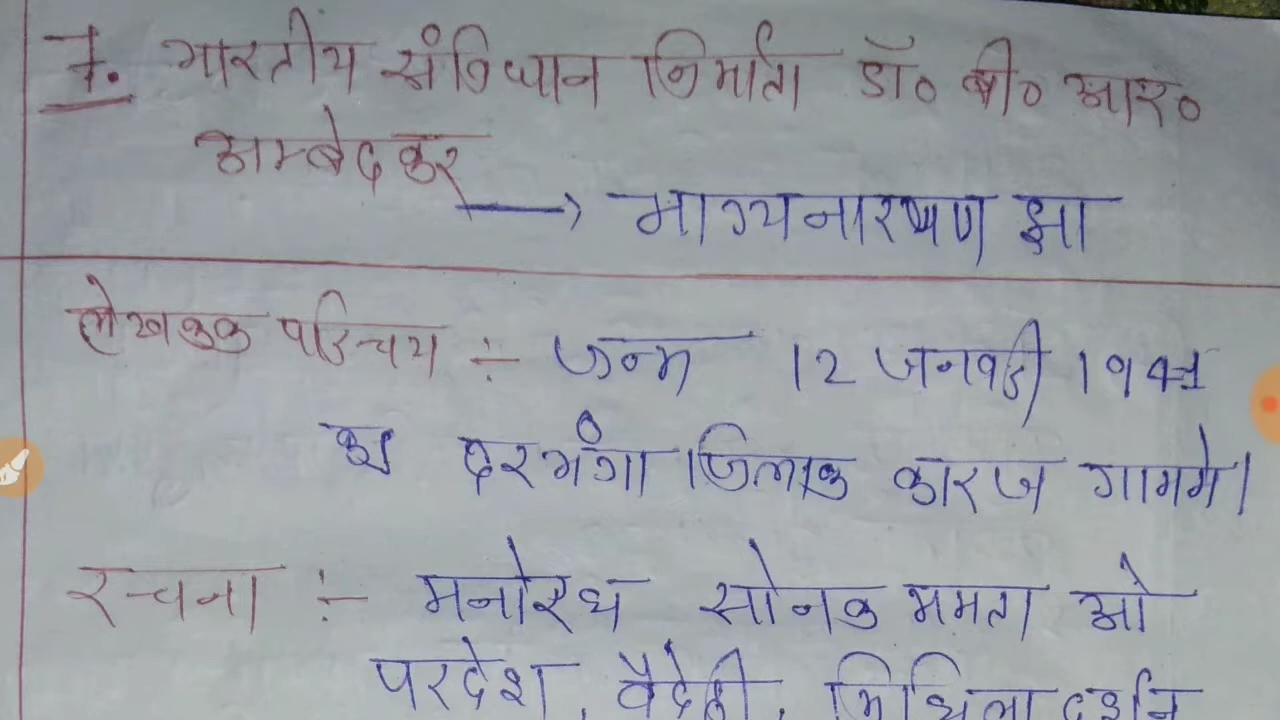 7. भारतीय संविधान निर्माता डॉ० बी० आर०
अम्बेदकर
→ भाग्यनारायण झा
लेखकक परिचय ÷ जन्म 12 जनवरी 1941
दरभंगा जिलाक कारज गाममे।
रचना ÷ मनोरथ सोनक ममता ओ
परदेश, वैदेही, मिथिला दर्शन